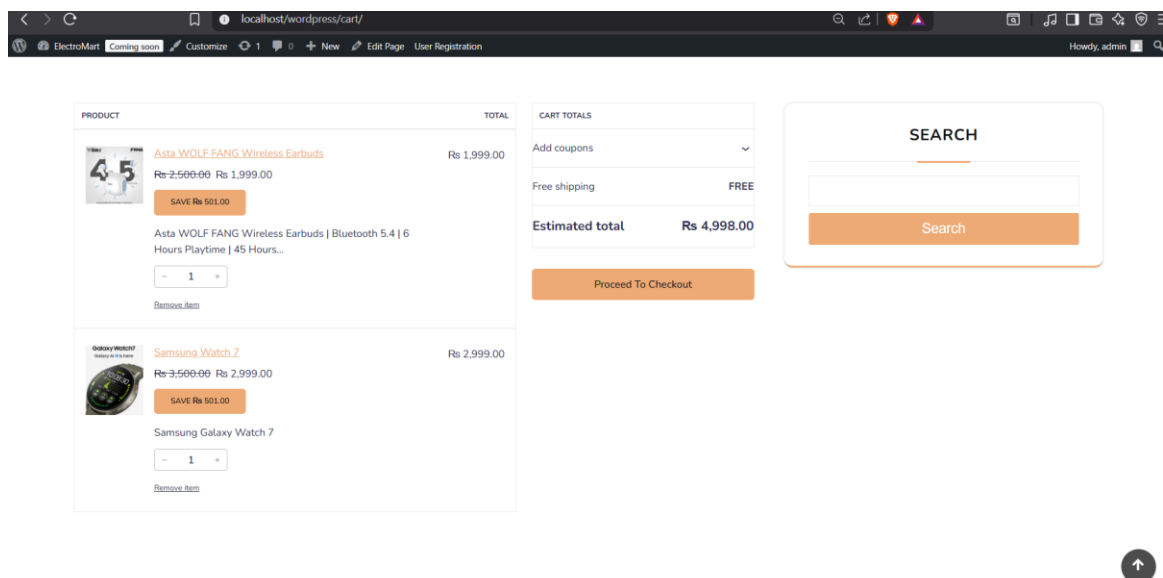 localhost/wordpress/cart/
ElectroMart Coming soon Customize 1 0 New Edit Page User Registration Howdy, admin
PRODUCT TOTAL
Asta WOLF FANG Wireless Earbuds Rs 1,999.00
Rs 2,500.00 Rs 1,999.00
SAVE Rs 501.00
Asta WOLF FANG Wireless Earbuds | Bluetooth 5.4 | 6
Hours Playtime | 45 Hours...
− 1 +
Remove item
Galaxy Watch7
Samsung Watch 7 Rs 2,999.00
Rs 3,500.00 Rs 2,999.00
SAVE Rs 501.00
Samsung Galaxy Watch 7
− 1 +
Remove item
CART TOTALS
Add coupons
Free shipping FREE
Estimated total Rs 4,998.00
Proceed To Checkout
SEARCH
Search